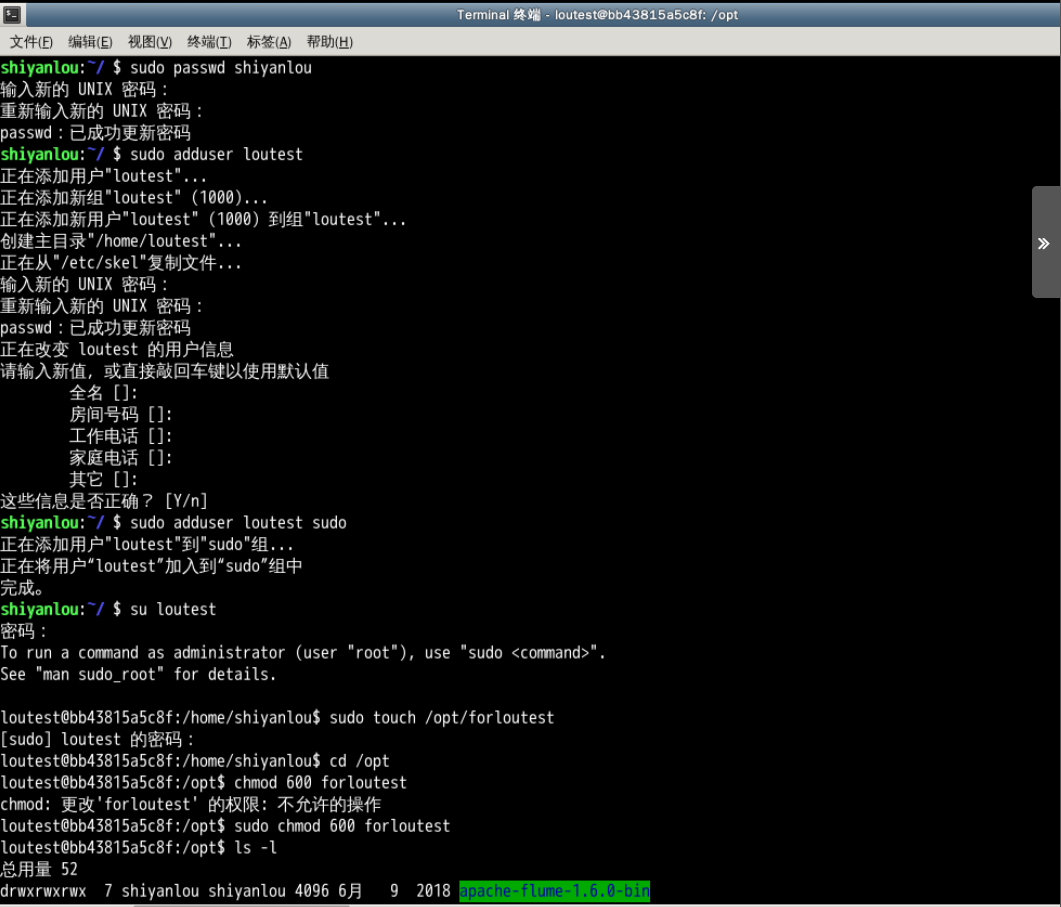 Terminal 终端 - loutest@bb43815a5c8f: /opt
文件(F) 编辑(E) 视图(V) 终端(T) 标签(A) 帮助(H)
shiyanlou:~/ $ sudo passwd shiyanlou
输入新的 UNIX 密码：
重新输入新的 UNIX 密码：
passwd：已成功更新密码
shiyanlou:~/ $ sudo adduser loutest
正在添加用户"loutest"...
正在添加新组"loutest" (1000)...
正在添加新用户"loutest" (1000) 到组"loutest"...
创建主目录"/home/loutest"...
正在从"/etc/skel"复制文件...
输入新的 UNIX 密码：
重新输入新的 UNIX 密码：
passwd：已成功更新密码
正在改变 loutest 的用户信息
请输入新值，或直接敲回车键以使用默认值
全名 []:
房间号码 []:
工作电话 []:
家庭电话 []:
其它 []:
这些信息是否正确？ [Y/n]
shiyanlou:~/ $ sudo adduser loutest sudo
正在添加用户"loutest"到"sudo"组...
正在将用户“loutest”加入到“sudo”组中
完成。
shiyanlou:~/ $ su loutest
密码：
To run a command as administrator (user "root"), use "sudo <command>".
See "man sudo_root" for details.
loutest@bb43815a5c8f:/home/shiyanlou$ sudo touch /opt/forloutest
[sudo] loutest 的密码：
loutest@bb43815a5c8f:/home/shiyanlou$ cd /opt
loutest@bb43815a5c8f:/opt$ chmod 600 forloutest
chmod: 更改'forloutest' 的权限: 不允许的操作
loutest@bb43815a5c8f:/opt$ sudo chmod 600 forloutest
loutest@bb43815a5c8f:/opt$ ls -l
总用量 52
drwxrwxrwx 7 shiyanlou shiyanlou 4096 6月 9 2018 apache-flume-1.6.0-bin